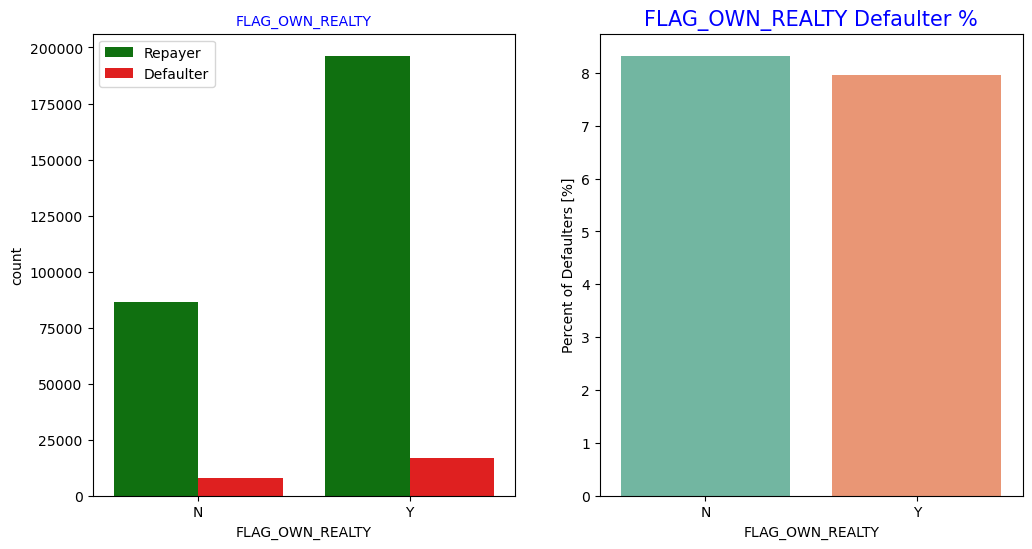 FLAG_OWN_REALTY
Repayer
Defaulter
count
200000
175000
150000
125000
100000
75000
50000
25000
0
N
Y
FLAG_OWN_REALTY
FLAG_OWN_REALTY Defaulter %
Percent of Defaulters [%]
8
7
6
5
4
3
2
1
0
N
Y
FLAG_OWN_REALTY